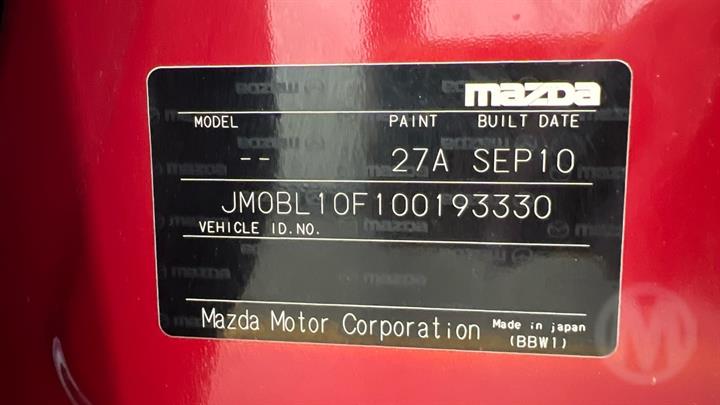 mazda
MODEL PAINT BUILT DATE
-- 27A SEP10
JM0BL10F100193330
VEHICLE ID.NO.
Mazda Motor Corporation Made in japan
(BBW1)
M